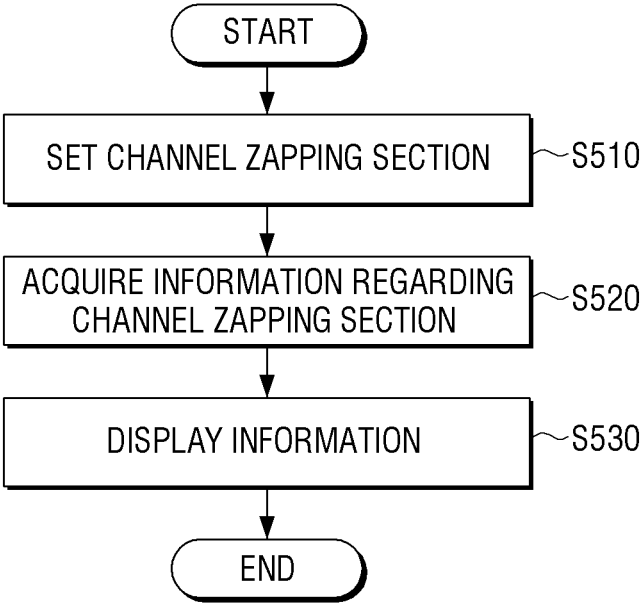 START
SET CHANNEL ZAPPING SECTION
S510
ACQUIRE INFORMATION REGARDING
CHANNEL ZAPPING SECTION
S520
DISPLAY INFORMATION
S530
END